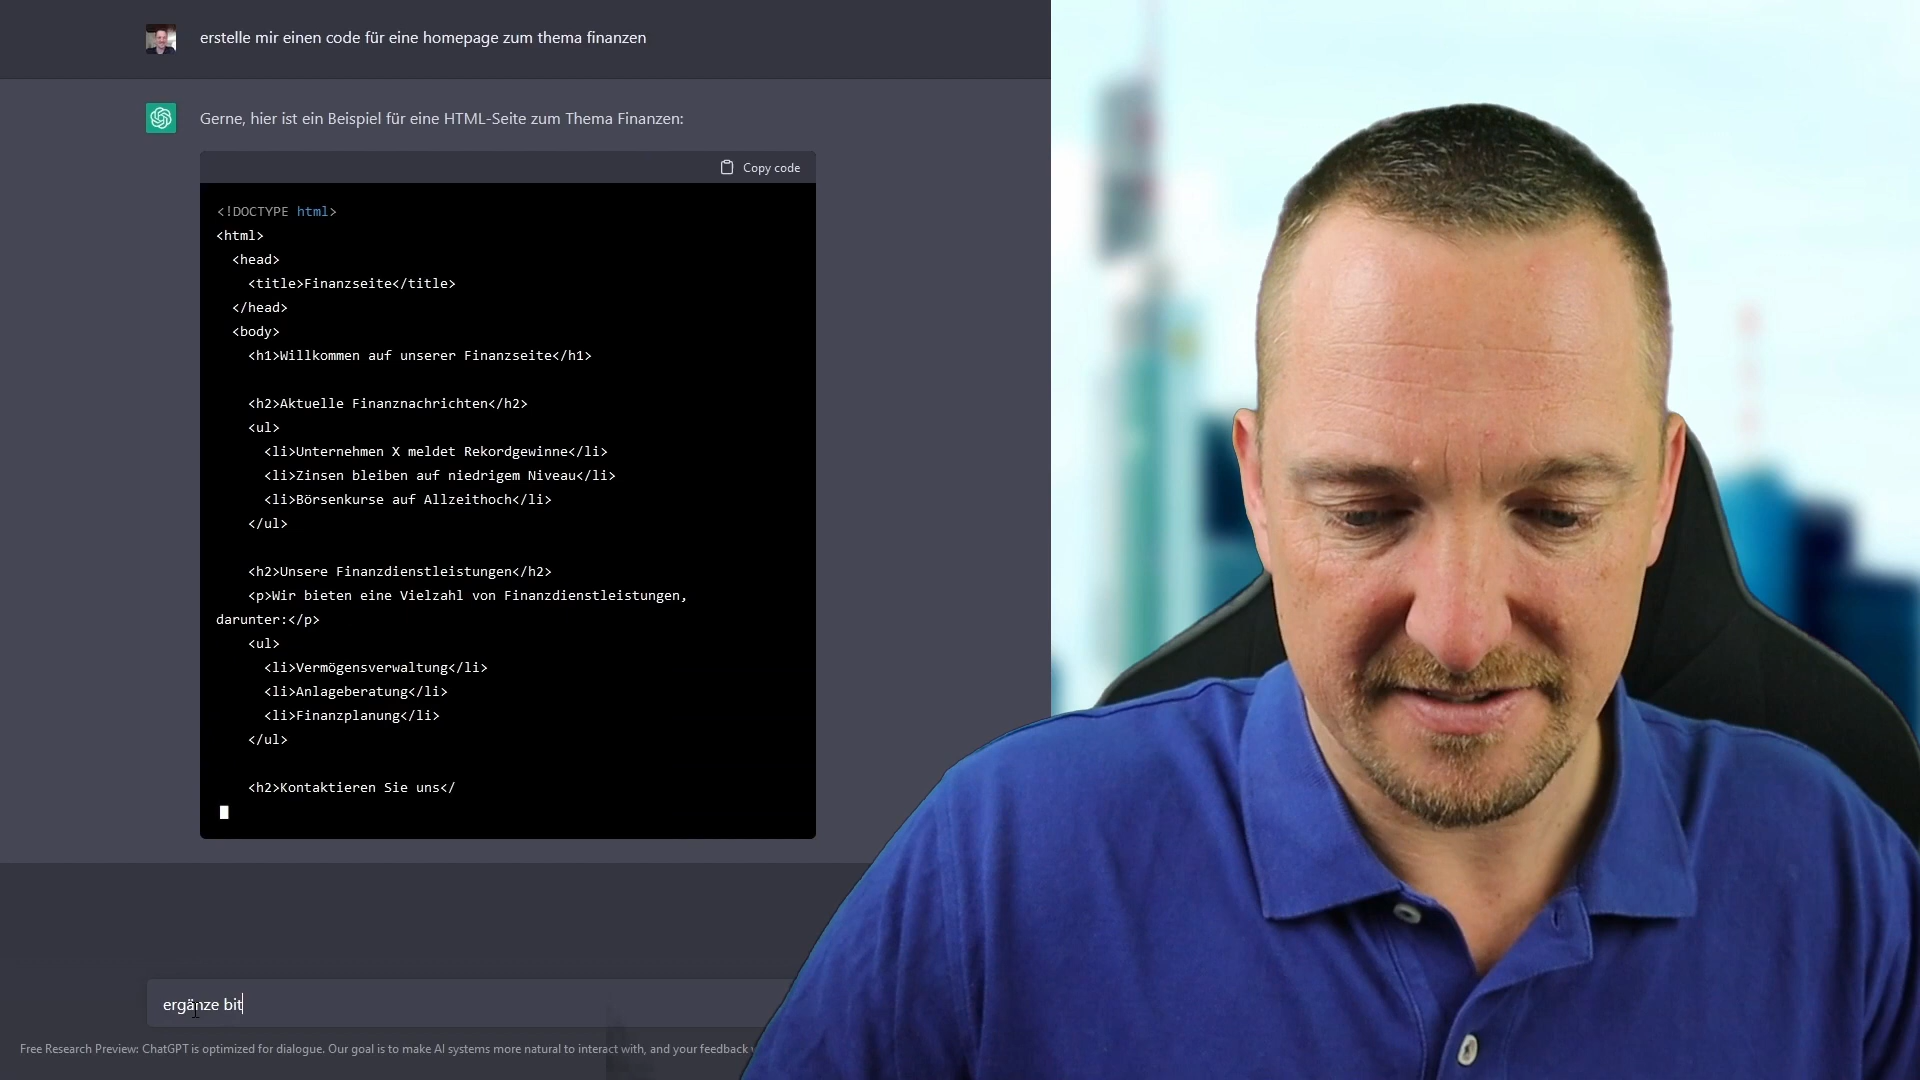 erstelle mir einen code für eine homepage zum thema finanzen
Gerne, hier ist ein Beispiel für eine HTML-Seite zum Thema Finanzen:
Copy code
<!DOCTYPE html>
<html>
<head>
<title>Finanzseite</title>
</head>
<body>
<h1>Willkommen auf unserer Finanzseite</h1>
<h2>Aktuelle Finanznachrichten</h2>
<ul>
<li>Unternehmen X meldet Rekordgewinne</li>
<li>Zinsen bleiben auf niedrigem Niveau</li>
<li>Börsenkurse auf Allzeithoch</li>
</ul>
<h2>Unsere Finanzdienstleistungen</h2>
<p>Wir bieten eine Vielzahl von Finanzdienstleistungen,
darunter:</p>
<ul>
<li>Vermögensverwaltung</li>
<li>Anlageberatung</li>
<li>Finanzplanung</li>
</ul>
<h2>Kontaktieren Sie uns</
ergänze bit
Free Research Preview: ChatGPT is optimized for dialogue. Our goal is to make AI systems more natural to interact with, and your feedback